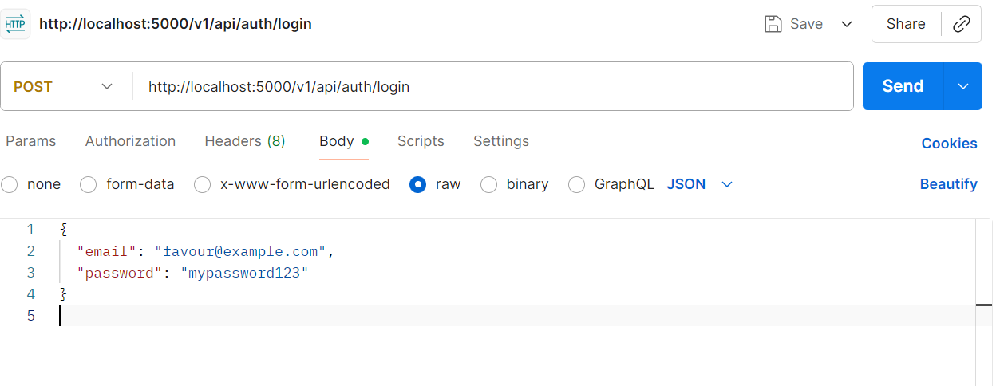 HTTP http://localhost:5000/v1/api/auth/login Save Share
POST http://localhost:5000/v1/api/auth/login Send
Params Authorization Headers (8) Body Scripts Settings Cookies
none form-data x-www-form-urlencoded raw binary GraphQL JSON Beautify
1 {
2 "email": "favour@example.com",
3 "password": "mypassword123"
4 }
5